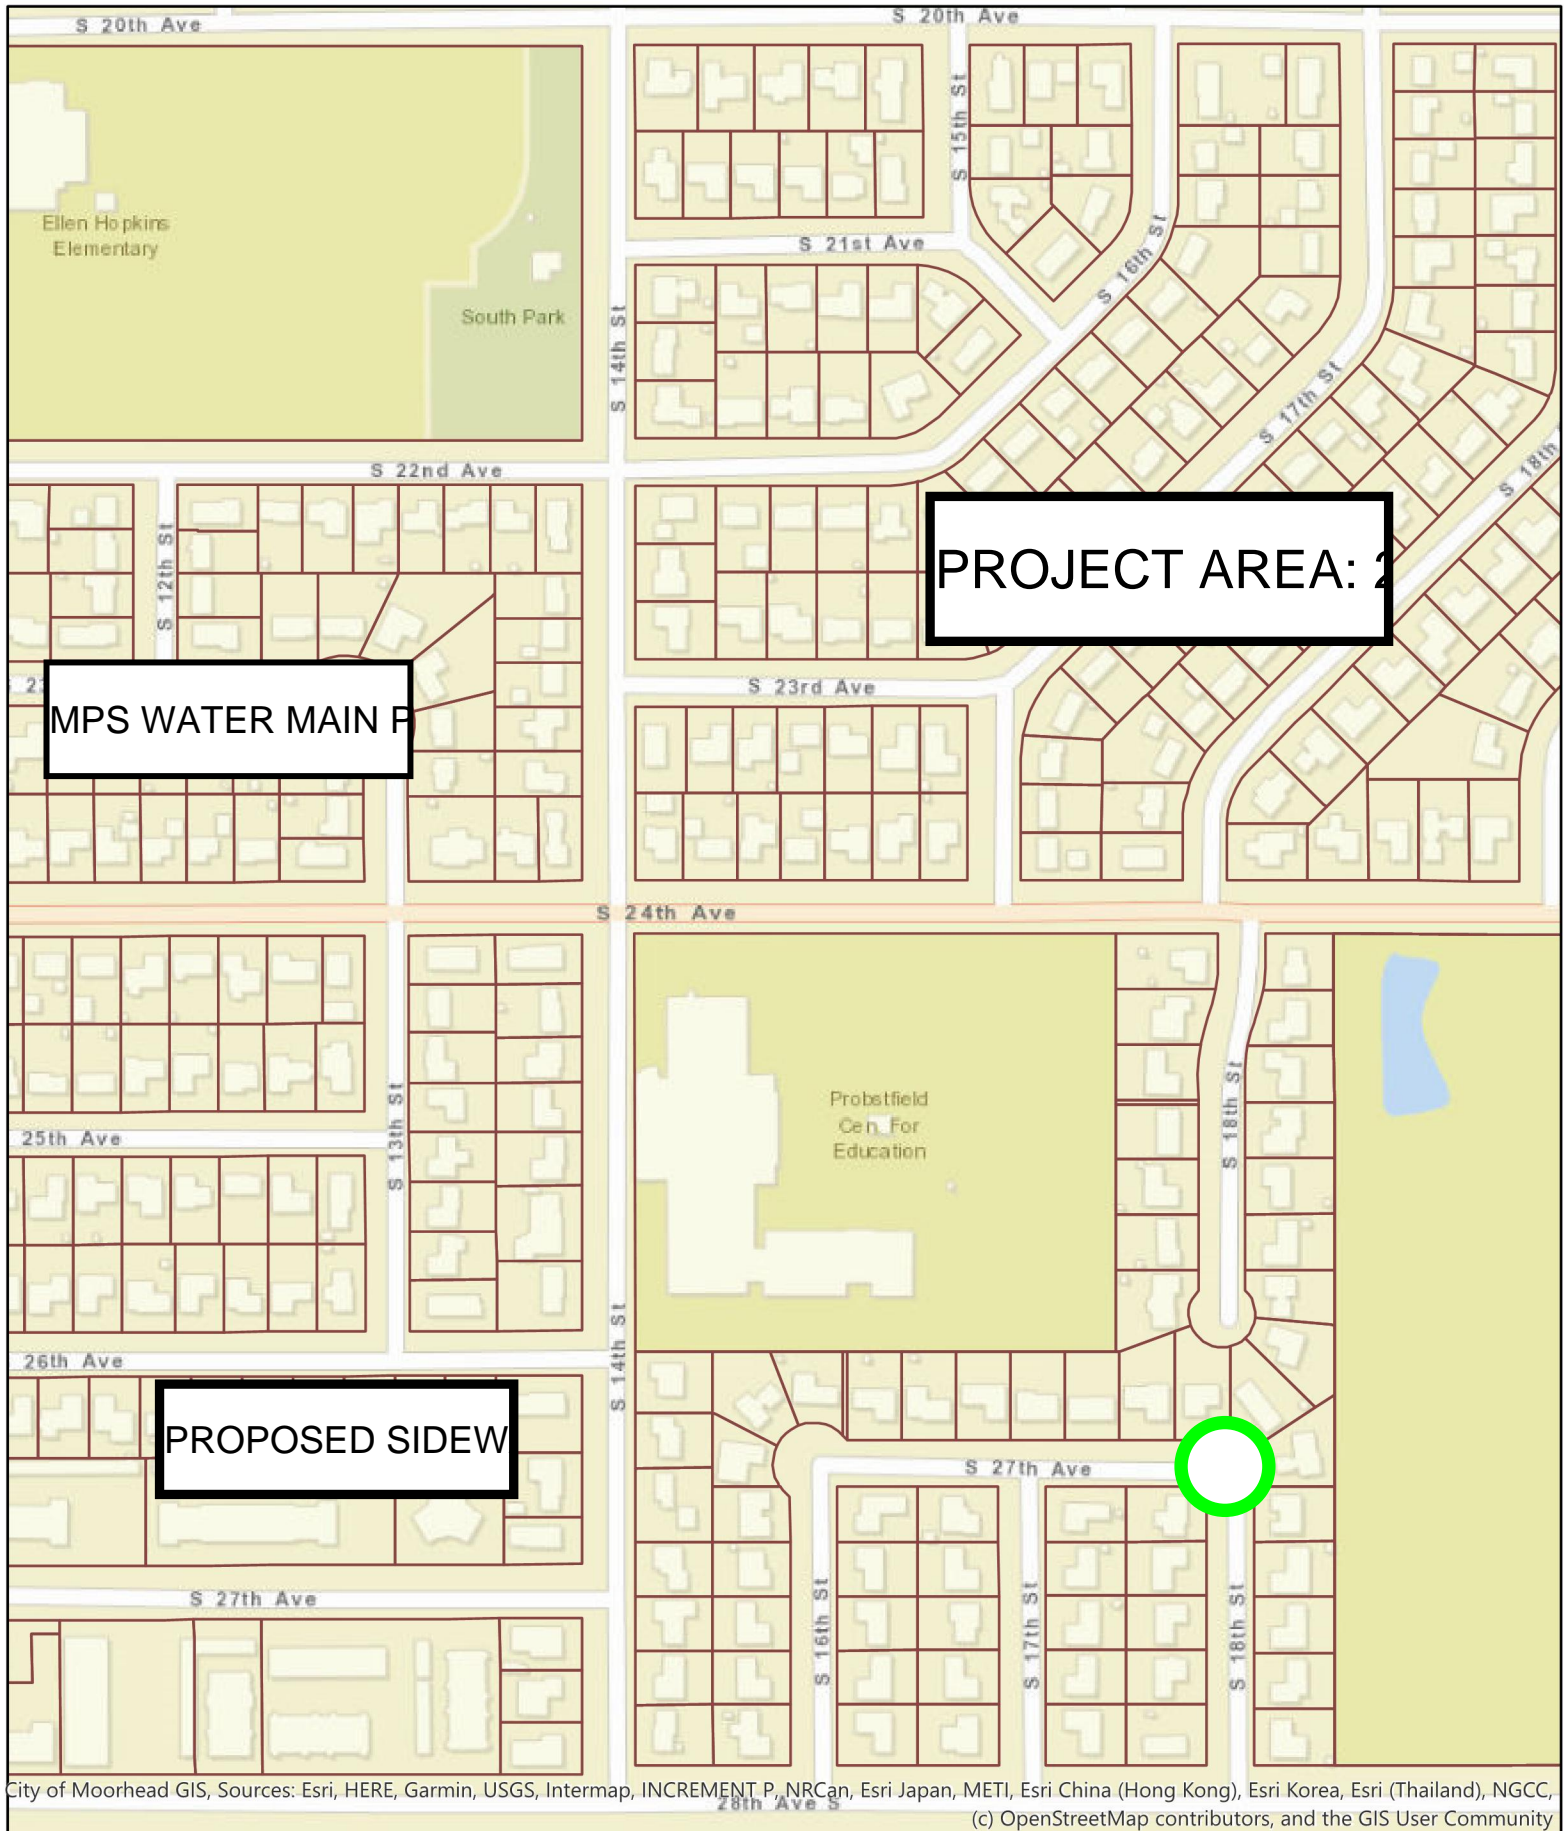 S 20th Ave
S 20th Ave
S 15th St
Ellen Hopkins
Elementary
S 21st Ave
S 16th St
South Park
S 14th St
S 17th St
S 22nd Ave
S 18th
S 12th St
PROJECT AREA: 2
23
S 23rd Ave
MPS WATER MAIN P
S 24th Ave
Probstfield
Cen For
Education
S 18th St
25th Ave
S 13th St
26th Ave
S 14th St
PROPOSED SIDEW
S 27th Ave
S 27th Ave
S 16th St
S 17th St
S 18th St
City of Moorhead GIS, Sources: Esri, HERE, Garmin, USGS, Intermap, INCREMENT P, NRCan, Esri Japan, METI, Esri China (Hong Kong), Esri Korea, Esri (Thailand), NGCC,
28th Ave S
(c) OpenStreetMap contributors, and the GIS User Community